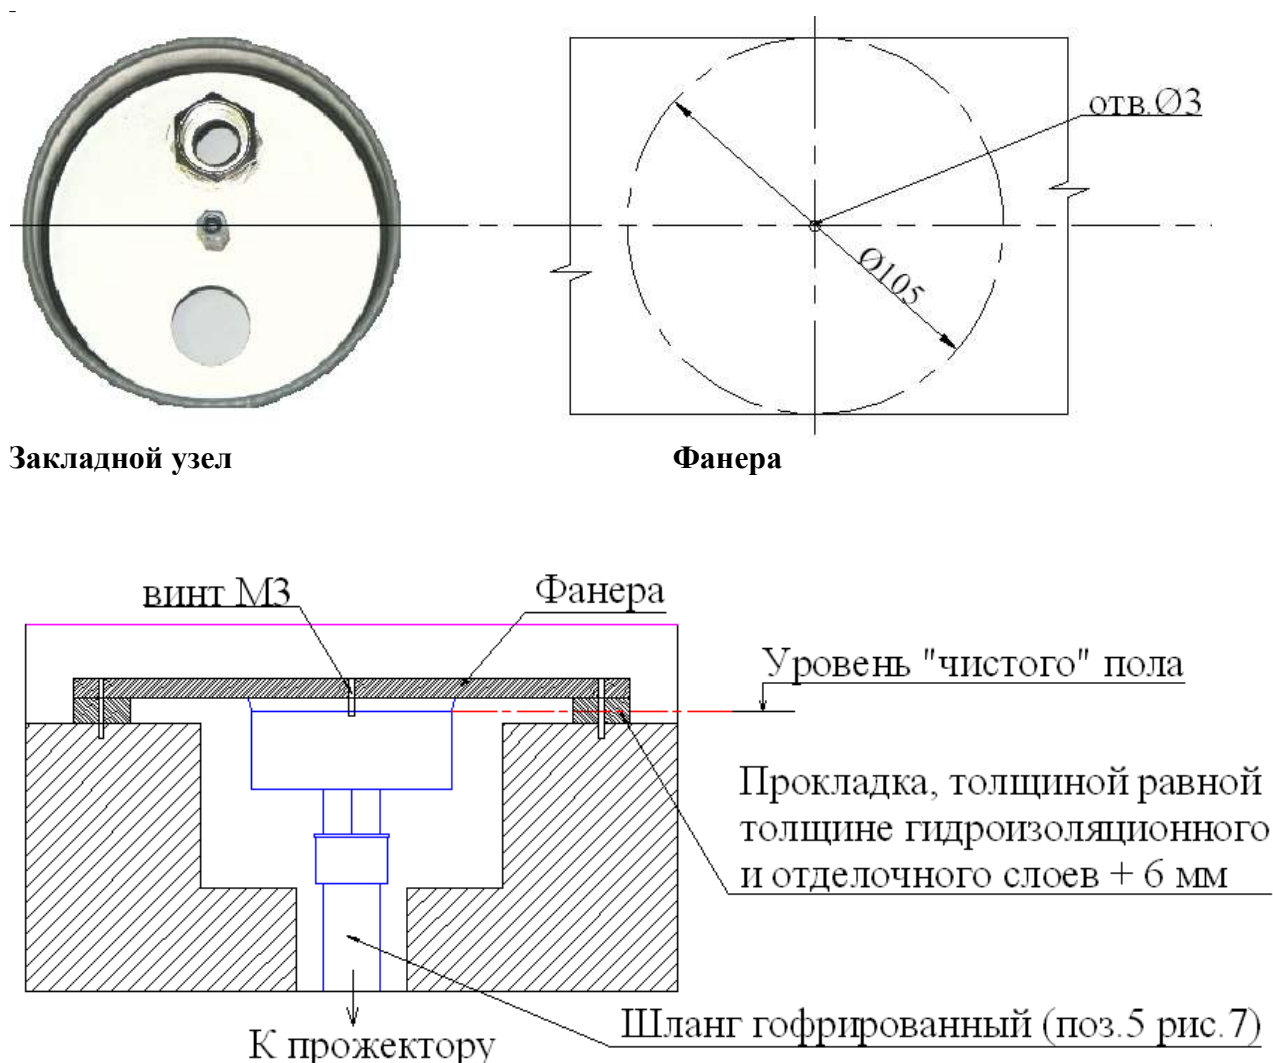 отв.Ø3
Ø105
Закладной узел
Фанера
винт М3
Фанера
Уровень "чистого" пола
Прокладка, толщиной равной
толщине гидроизоляционного
и отделочного слоев + 6 мм
Шланг гофрированный (поз.5 рис.7)
К прожектору